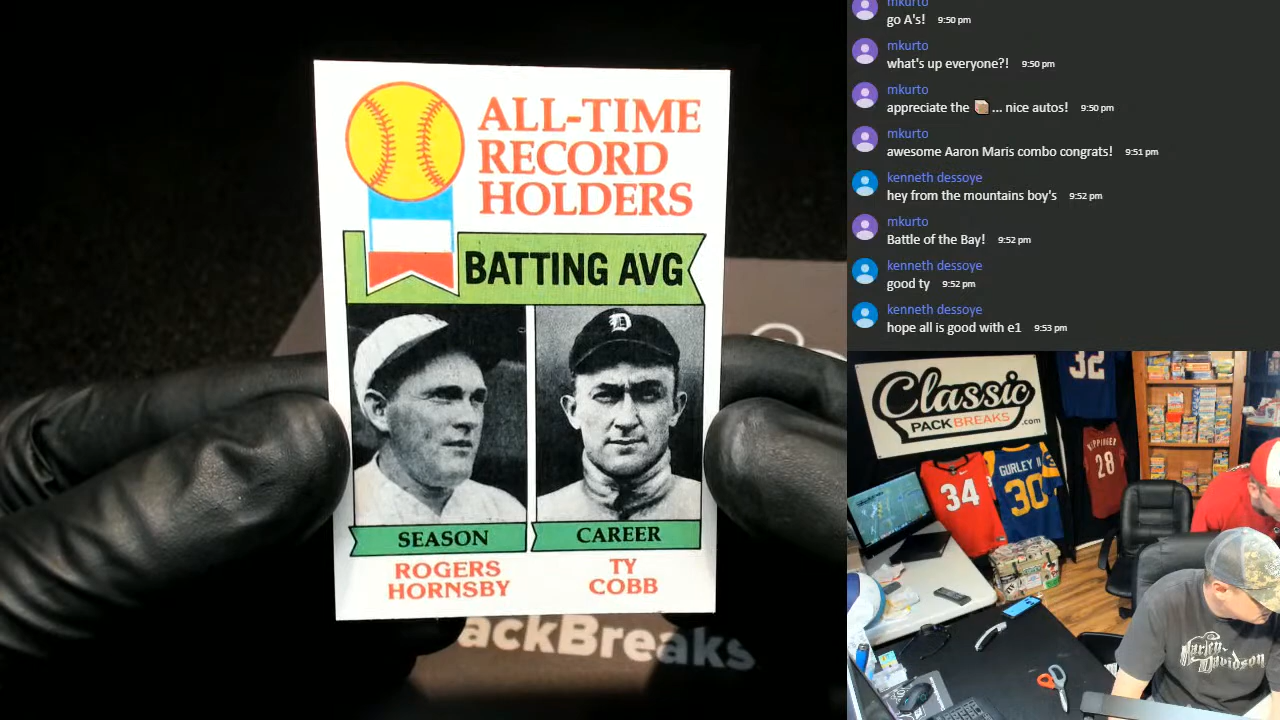 ALL-TIME
RECORD
HOLDERS
BATTING AVG
D
SEASON
CAREER
ROGERS
HORNSBY
TY
COBB
ackBreaks
mkurto
go A's! 9:50 pm
mkurto
what's up everyone?! 9:50 pm
mkurto
appreciate the ... nice autos! 9:50 pm
mkurto
awesome Aaron Maris combo congrats! 9:51 pm
kenneth dessoye
hey from the mountains boy's 9:52 pm
mkurto
Battle of the Bay! 9:52 pm
kenneth dessoye
good ty 9:52 pm
kenneth dessoye
hope all is good with e1 9:53 pm
Classic
PACKBREAKS
.com
32
34
GURLEY II
30
28
Harley-Davidson